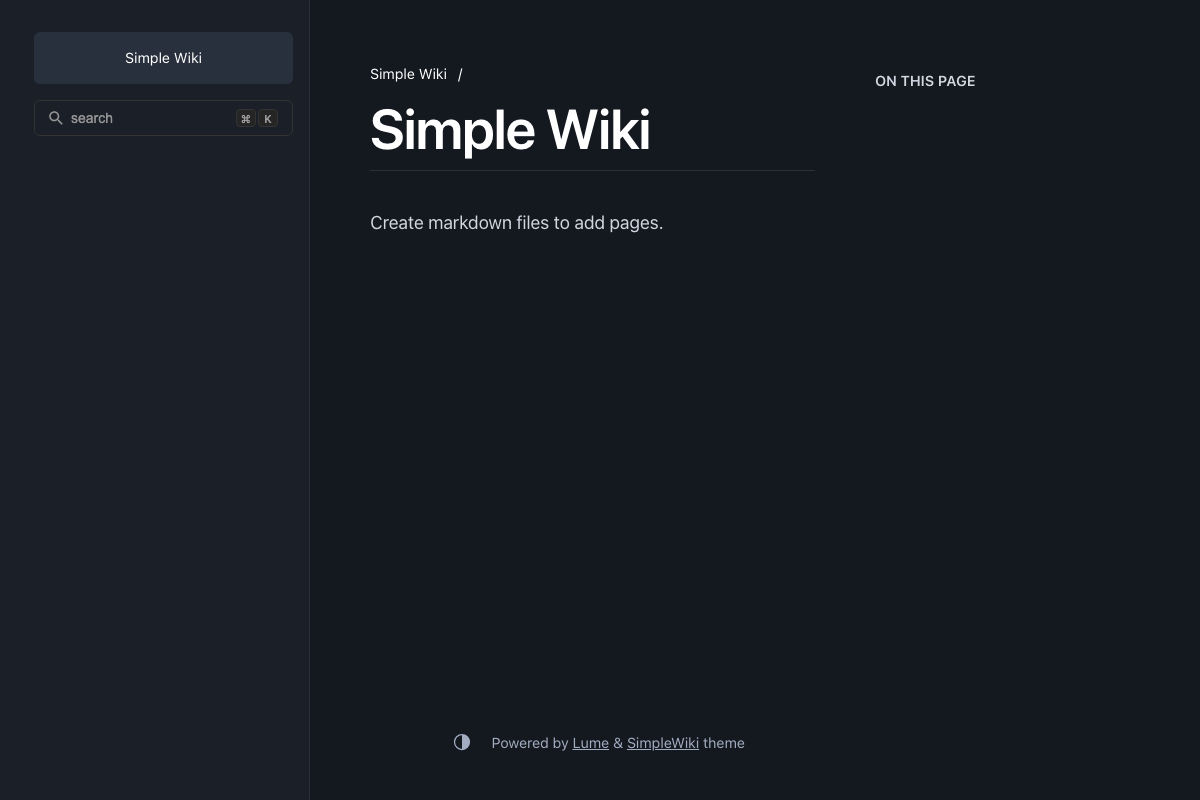 Simple Wiki
search ⌘ K
Simple Wiki /
Simple Wiki
Create markdown files to add pages.
ON THIS PAGE
Powered by Lume & SimpleWiki theme